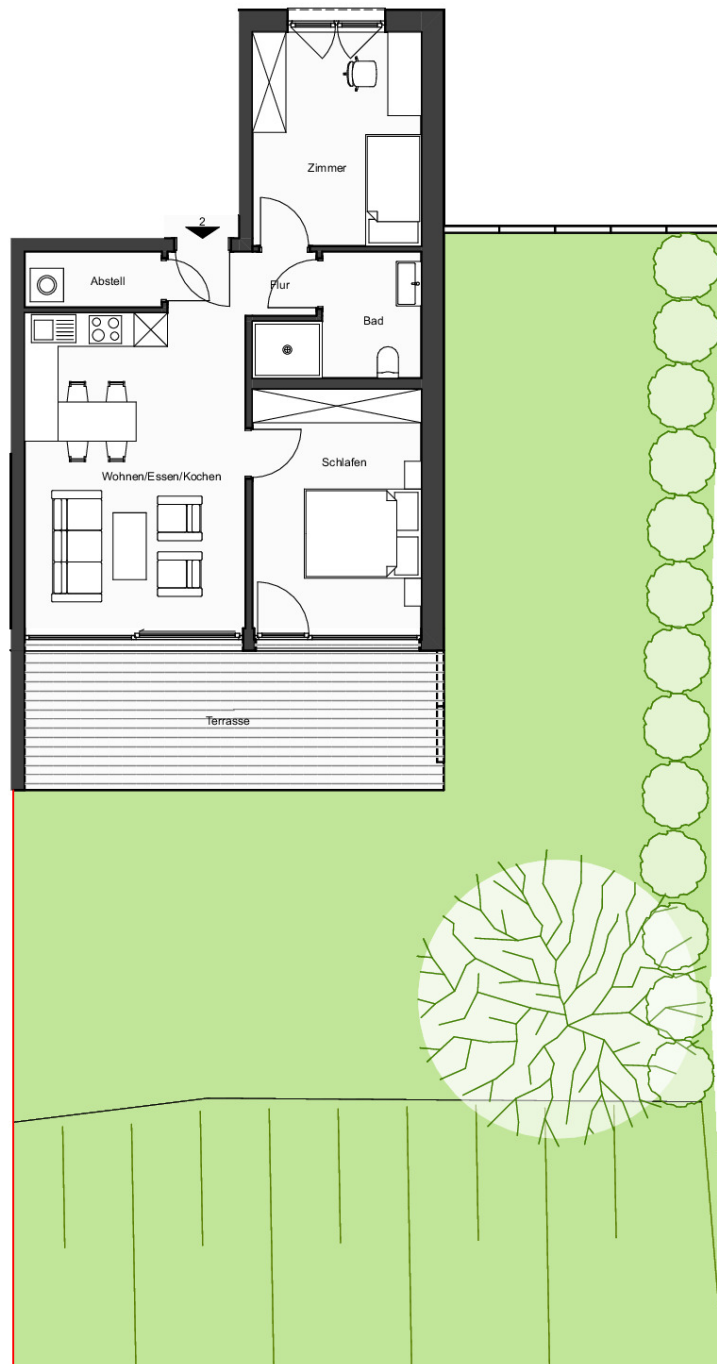 Zimmer
2
Abstell
Flur
Bad
Schlafen
Wohnen/Essen/Kochen
Terrasse